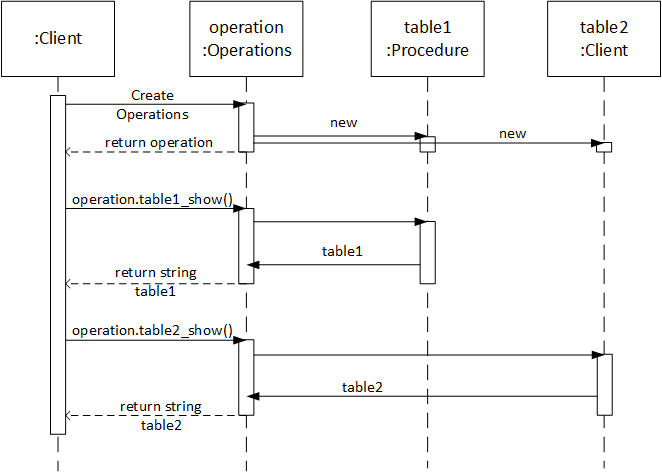 :Client
operation
:Operations
table1
:Procedure
table2
:Client
Create
Operations
new
new
return operation
operation.table1_show()
table1
return string
table1
operation.table2_show()
table2
return string
table2